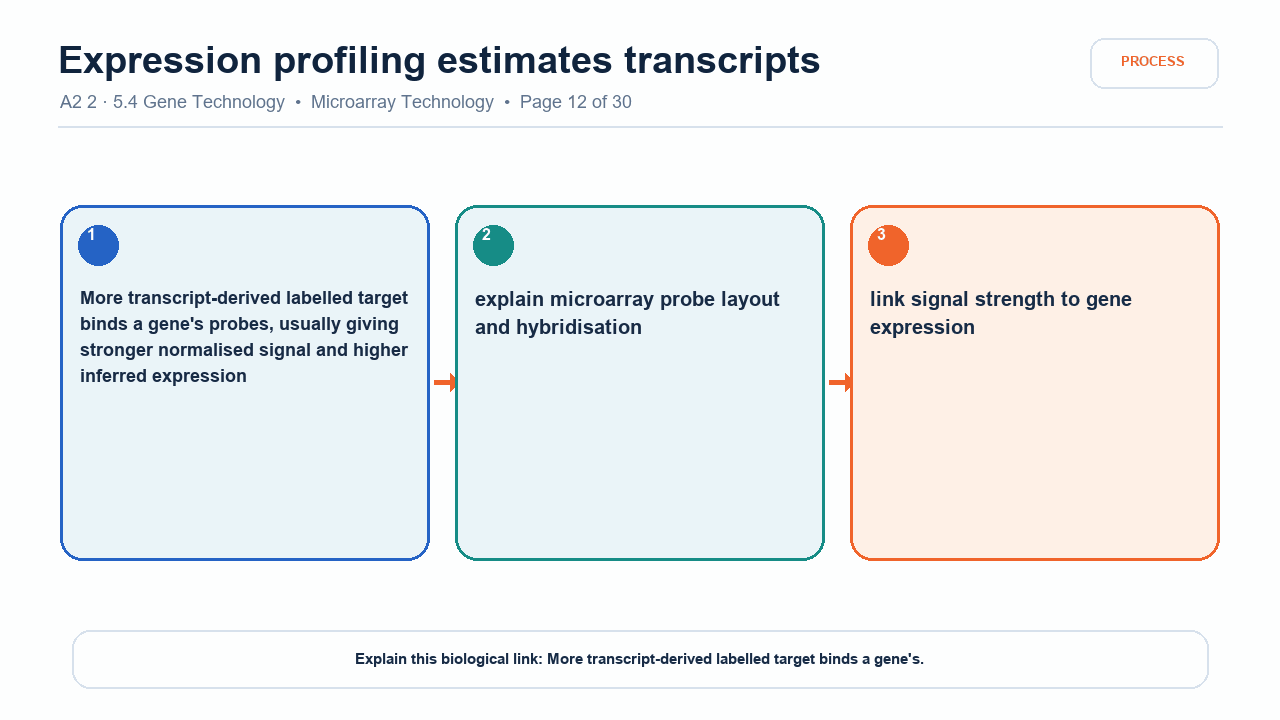 Expression profiling estimates transcripts
PROCESS
A2 2 · 5.4 Gene Technology • Microarray Technology • Page 12 of 30
1
More transcript-derived labelled target
binds a gene's probes, usually giving
stronger normalised signal and higher
inferred expression
2
explain microarray probe layout
and hybridisation
3
link signal strength to gene
expression
Explain this biological link: More transcript-derived labelled target binds a gene's.